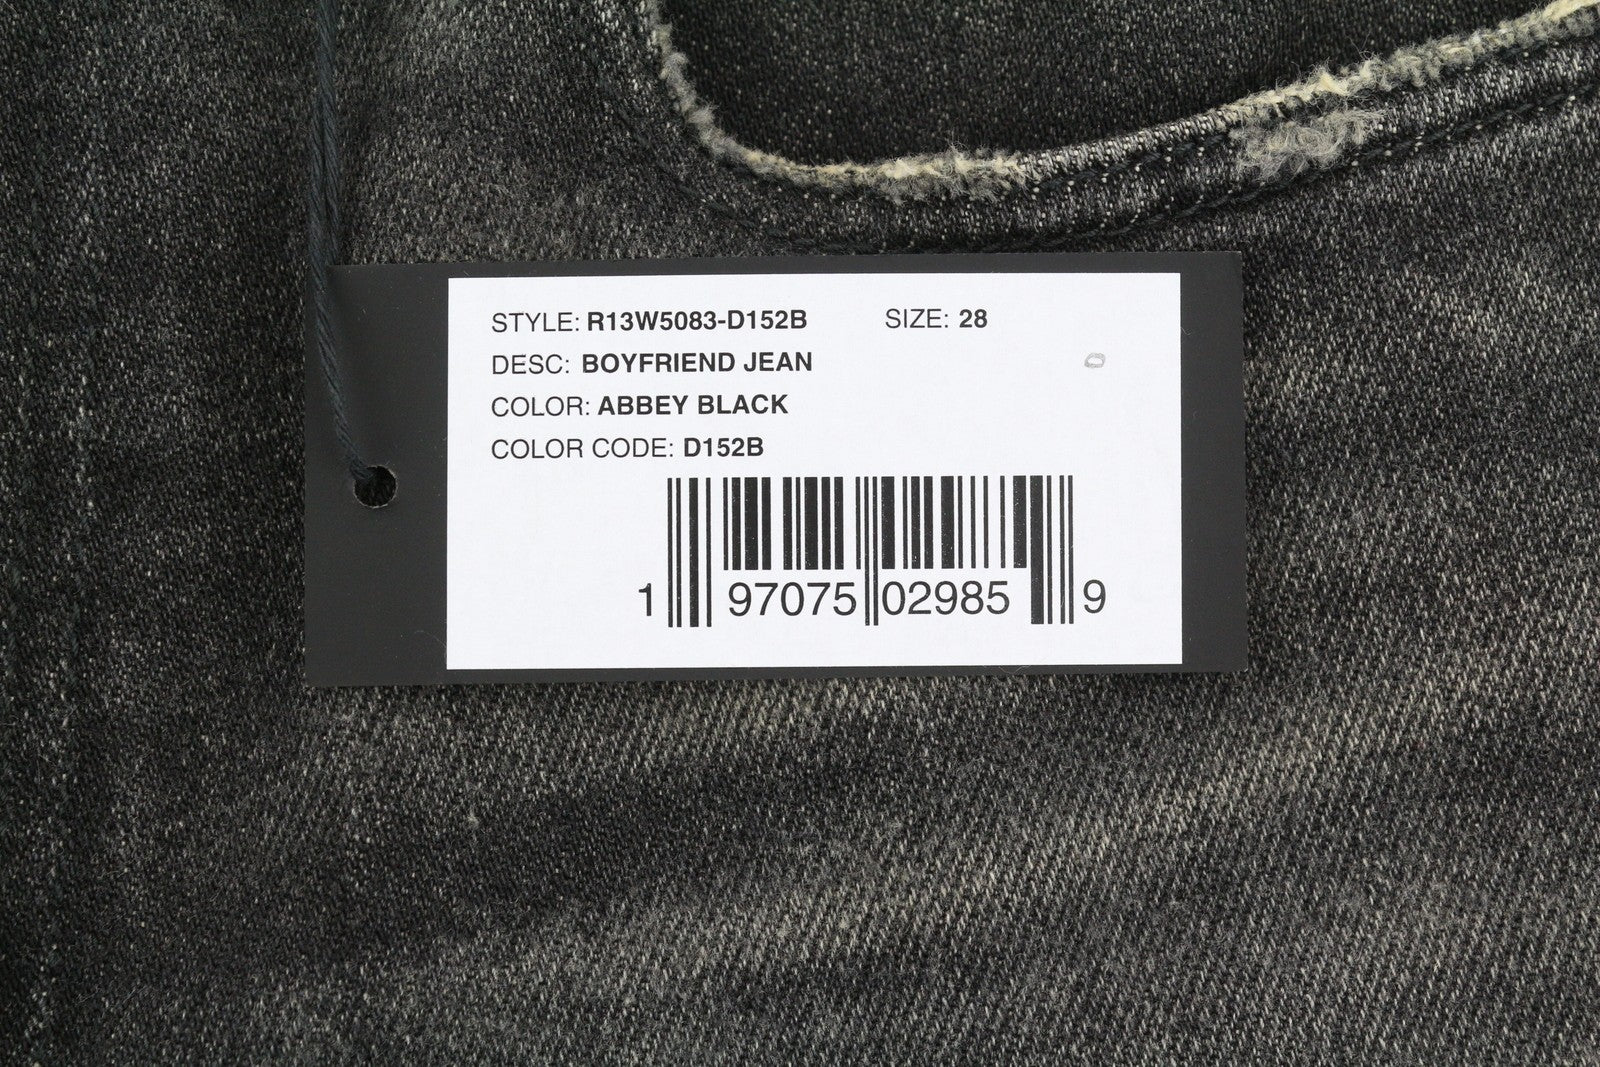 STYLE: R13W5083-D152B SIZE: 28
DESC: BOYFRIEND JEAN
COLOR: ABBEY BLACK
COLOR CODE: D152B
1 97075 02985 9